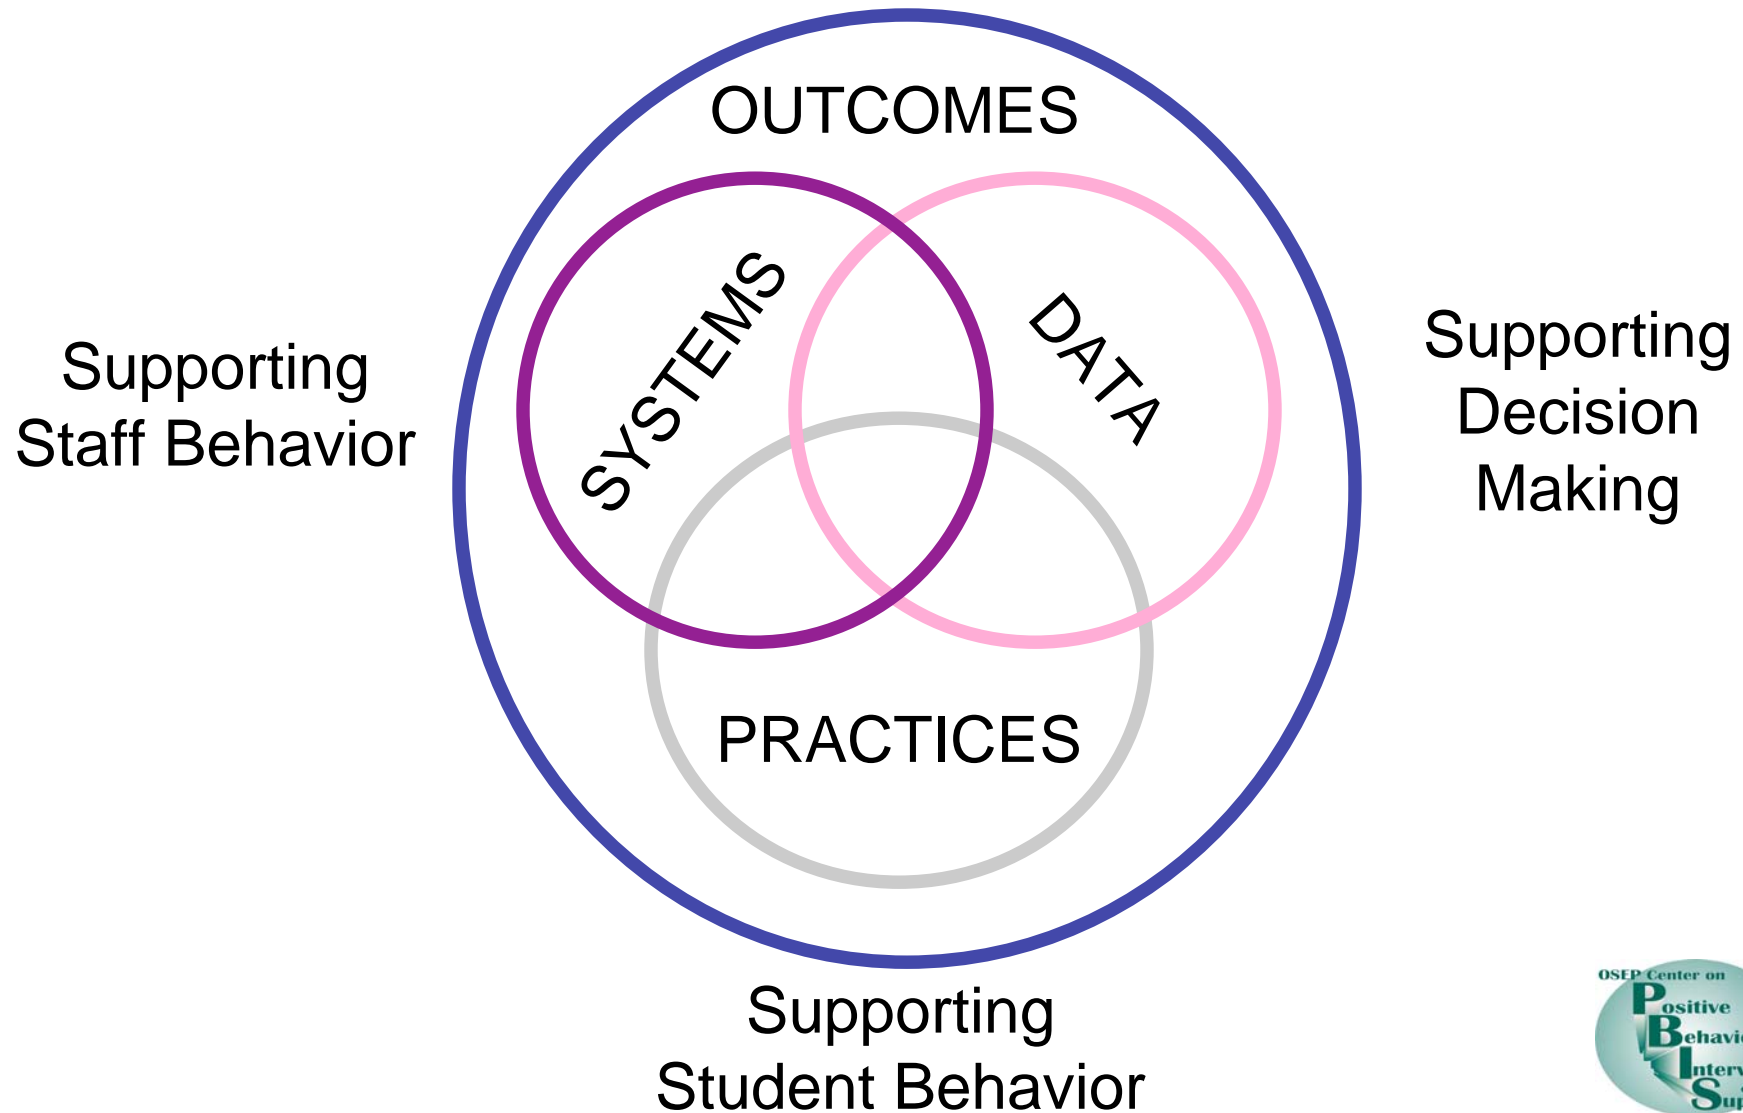 OUTCOMES
SYSTEMS
DATA
Supporting
Staff Behavior
Supporting
Decision
Making
PRACTICES
Supporting
Student Behavior
OSEP Center on
Positive